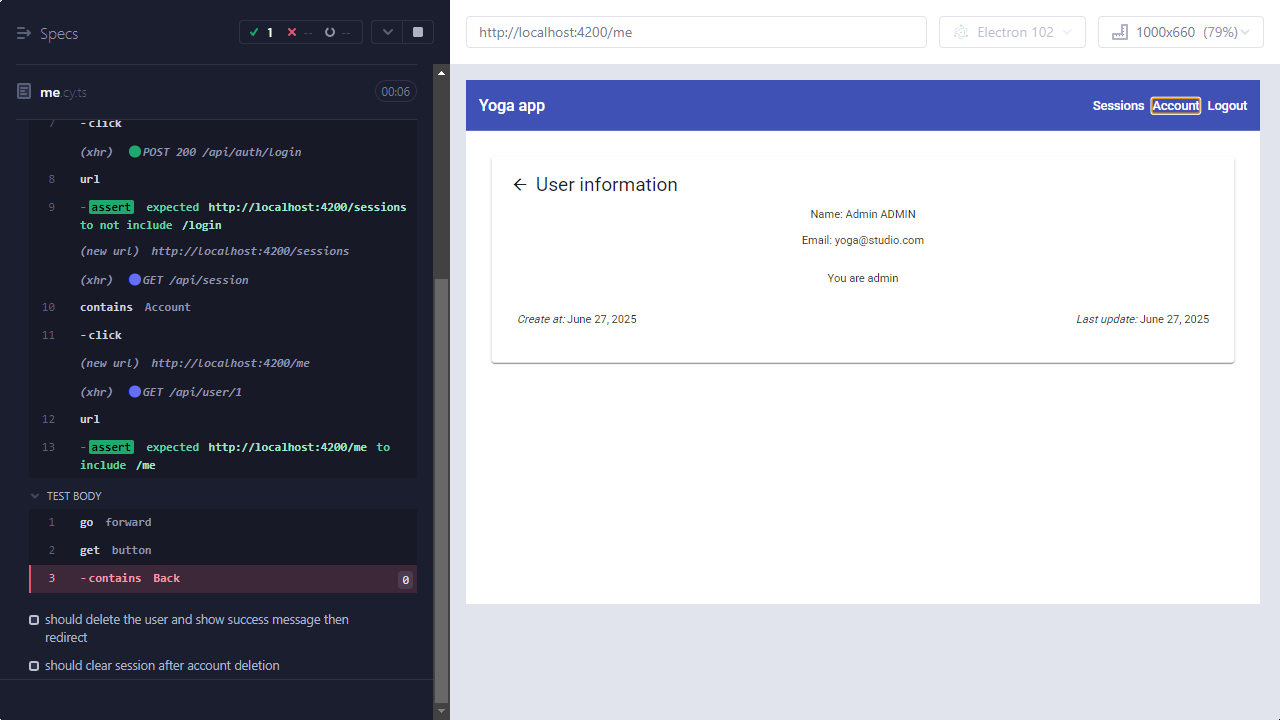 Specs
1 -- --
me.cy.ts
00:06
7 -click
(xhr) POST 200 /api/auth/login
8 url
9 -assert expected http://localhost:4200/sessions
to not include /login
(new url) http://localhost:4200/sessions
(xhr) GET /api/session
10 contains Account
11 -click
(new url) http://localhost:4200/me
(xhr) GET /api/user/1
12 url
13 -assert expected http://localhost:4200/me to
include /me
TEST BODY
1 go forward
2 get button
3 -contains Back 0
should delete the user and show success message then
redirect
should clear session after account deletion
http://localhost:4200/me
Electron 102
1000x660 (79%)
Yoga app
Sessions Account Logout
User information
Name: Admin ADMIN
Email: yoga@studio.com
You are admin
Create at: June 27, 2025
Last update: June 27, 2025